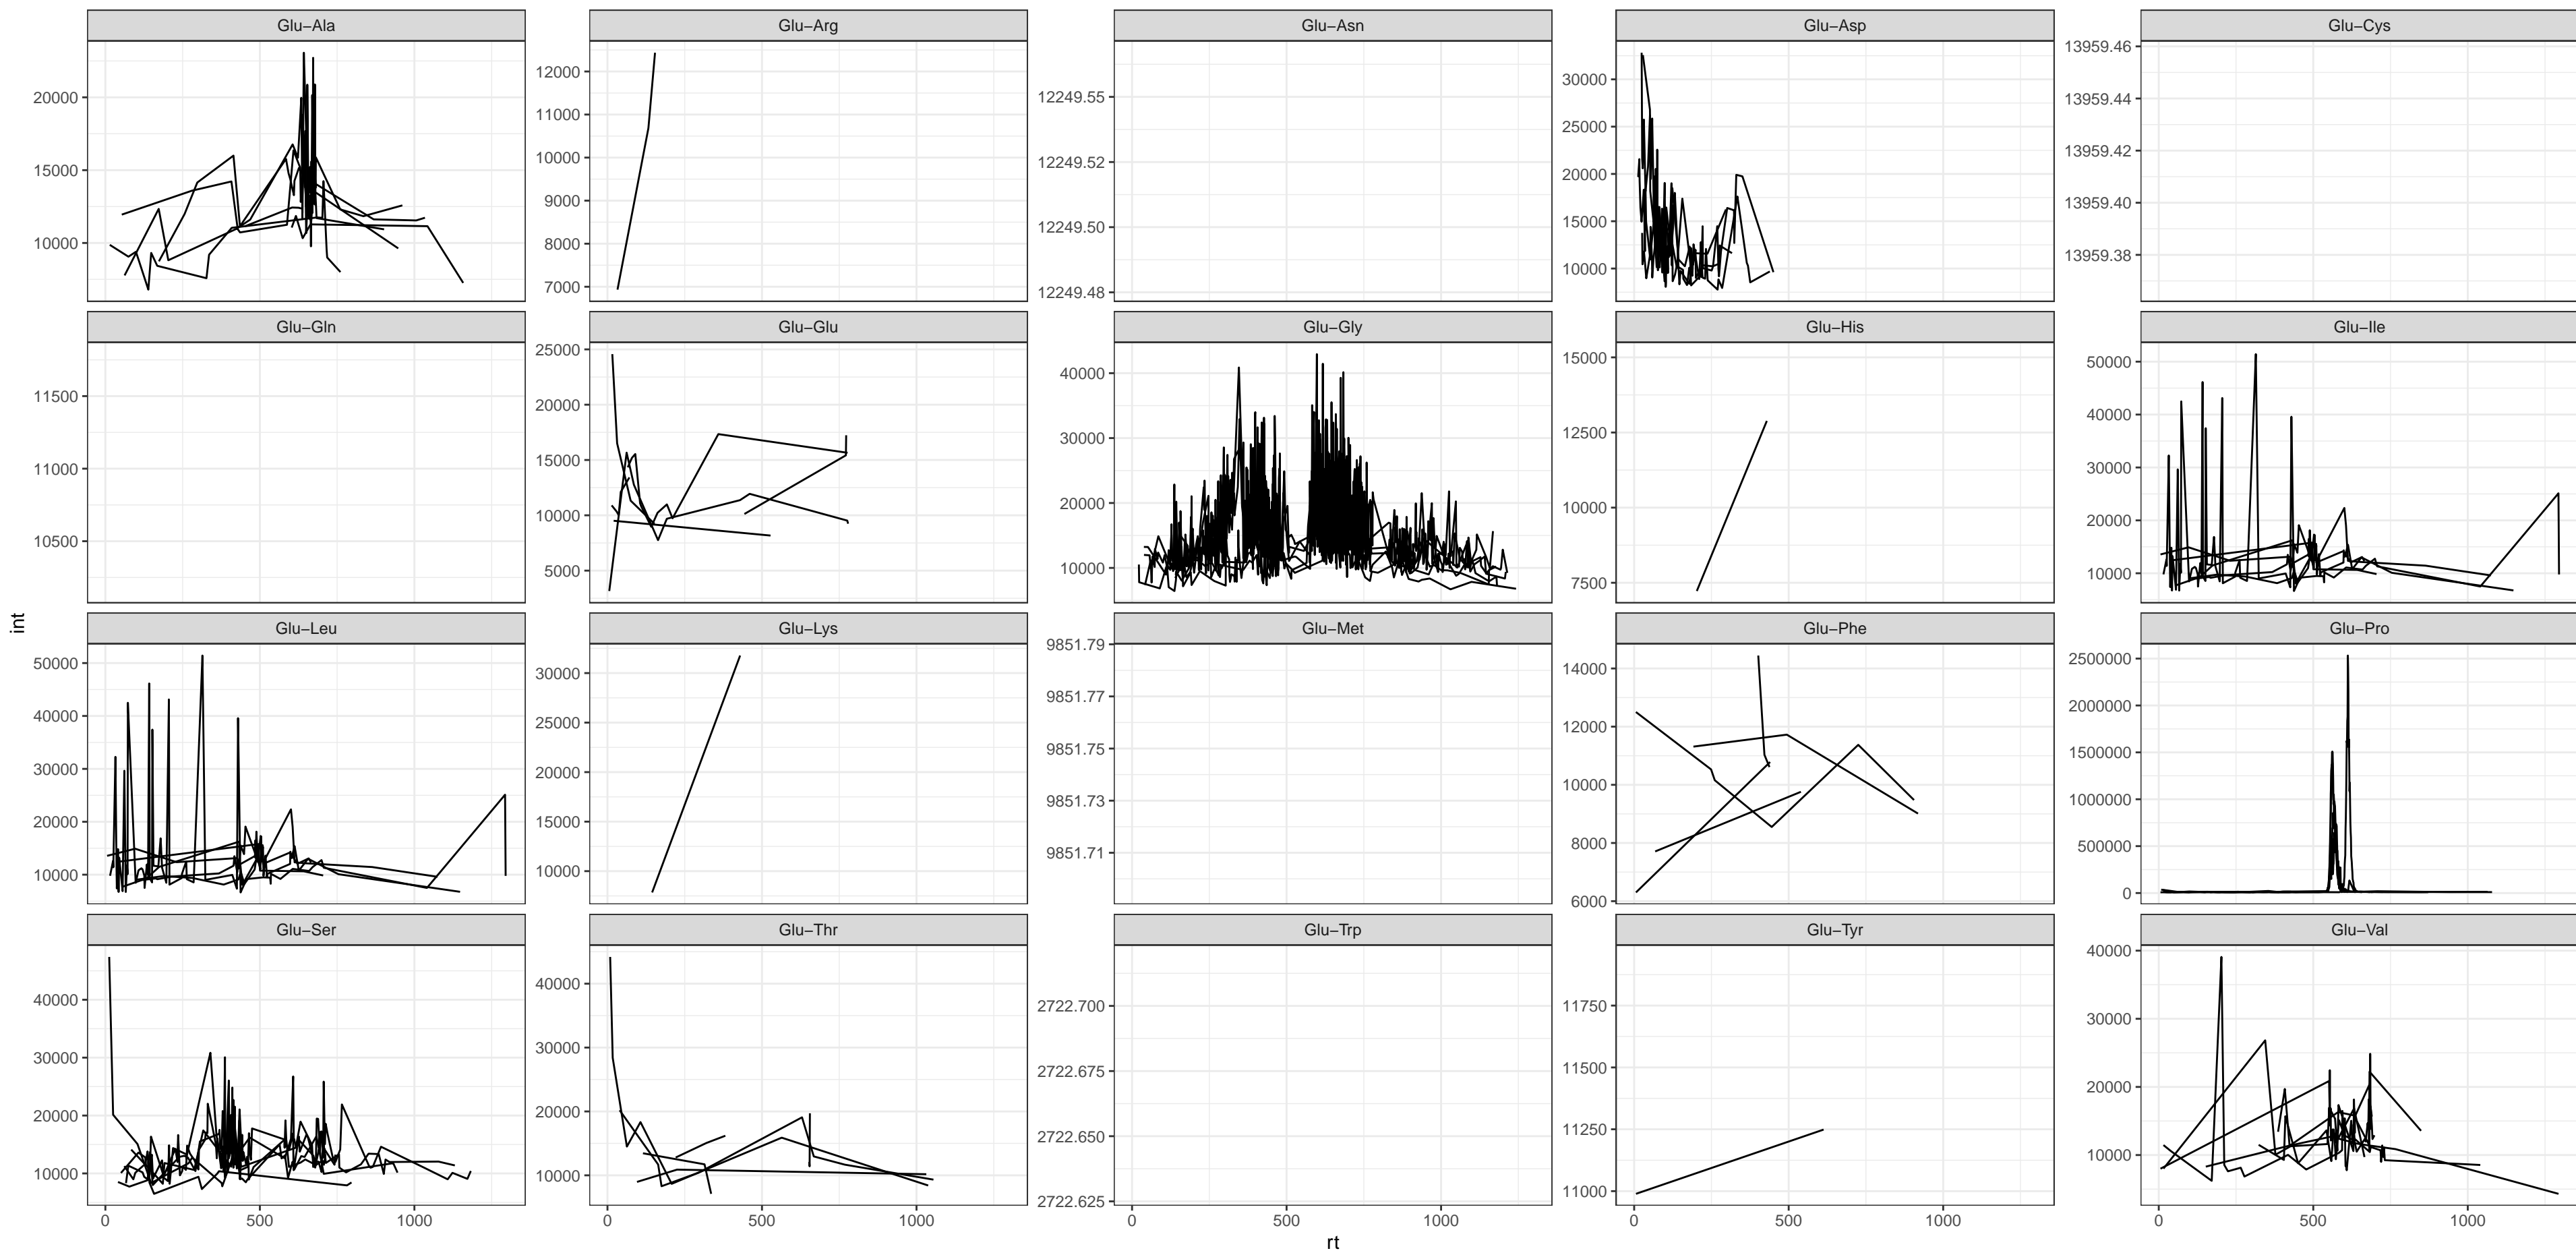 Glu−Ala Glu−Arg Glu−Asn Glu−Asp Glu−Cys
20000 15000 10000
12000 11000 10000 9000 8000 7000
12249.55 12249.52 12249.50 12249.48
30000 25000 20000 15000 10000
13959.46 13959.44 13959.42 13959.40 13959.38
Glu−Gln Glu−Glu Glu−Gly Glu−His Glu−Ile
11500 11000 10500
25000 20000 15000 10000 5000
40000 30000 20000 10000
15000 12500 10000 7500
50000 40000 30000 20000 10000
int
Glu−Leu Glu−Lys Glu−Met Glu−Phe Glu−Pro
50000 40000 30000 20000 10000
30000 25000 20000 15000 10000
9851.79 9851.77 9851.75 9851.73 9851.71
14000 12000 10000 8000 6000
2500000 2000000 1500000 1000000 500000 0
Glu−Ser Glu−Thr Glu−Trp Glu−Tyr Glu−Val
40000 30000 20000 10000
40000 30000 20000 10000
2722.700 2722.675 2722.650 2722.625
11750 11500 11250 11000
40000 30000 20000 10000
0 500 1000 0 500 1000 0 500 1000 0 500 1000 0 500 1000
rt